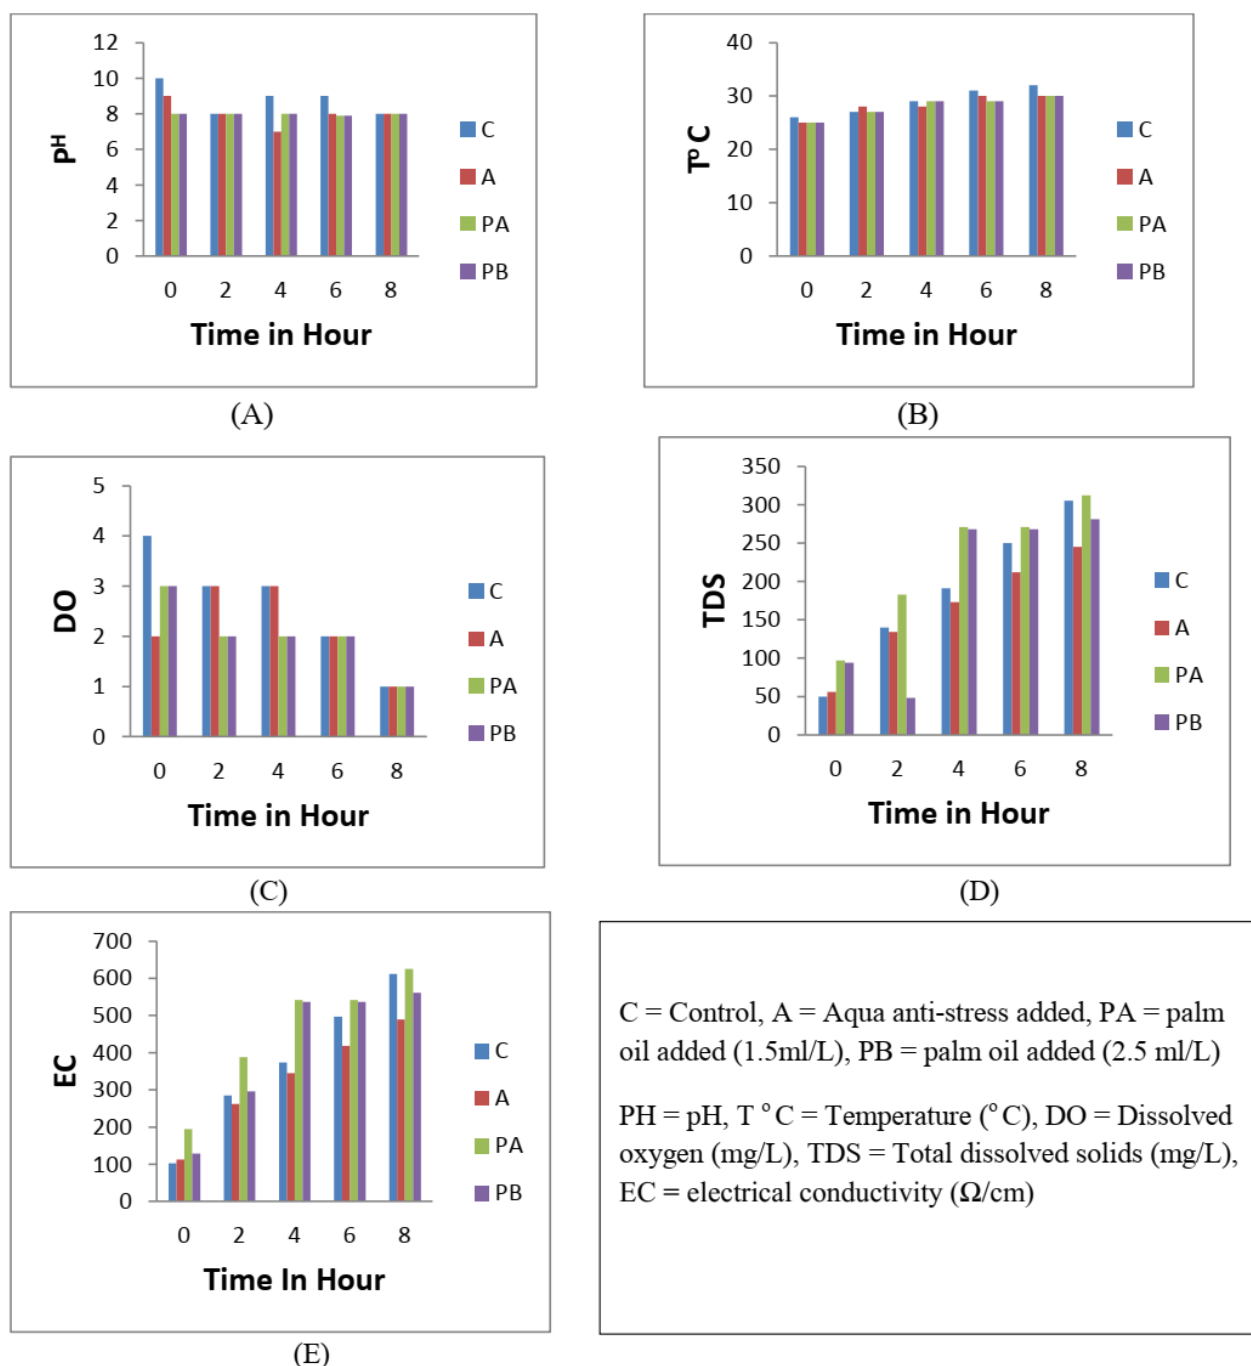 12
10
8
6
4
2
0
P^H
0 2 4 6 8
Time in Hour
C
A
PA
PB
(A)
40
30
20
10
0
T⁰ C
0 2 4 6 8
Time in Hour
C
A
PA
PB
(B)
5
4
3
2
1
0
DO
0 2 4 6 8
Time in Hour
C
A
PA
PB
(C)
350
300
250
200
150
100
50
0
TDS
0 2 4 6 8
Time in Hour
C
A
PA
PB
(D)
700
600
500
400
300
200
100
0
EC
0 2 4 6 8
Time In Hour
C
A
PA
PB
(E)
C = Control, A = Aqua anti-stress added, PA = palm
oil added (1.5ml/L), PB = palm oil added (2.5 ml/L)
PH = pH, T °C = Temperature (°C), DO = Dissolved
oxygen (mg/L), TDS = Total dissolved solids (mg/L),
EC = electrical conductivity (Ω/cm)